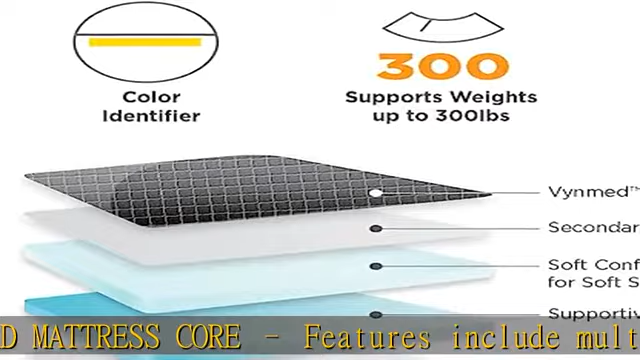 Color
Identifier
300
Supports Weights
up to 300lbs
Vynmed™
Secondar
Soft Conf
for Soft S
Supportiv
D MATTRESS CORE - Features include mult